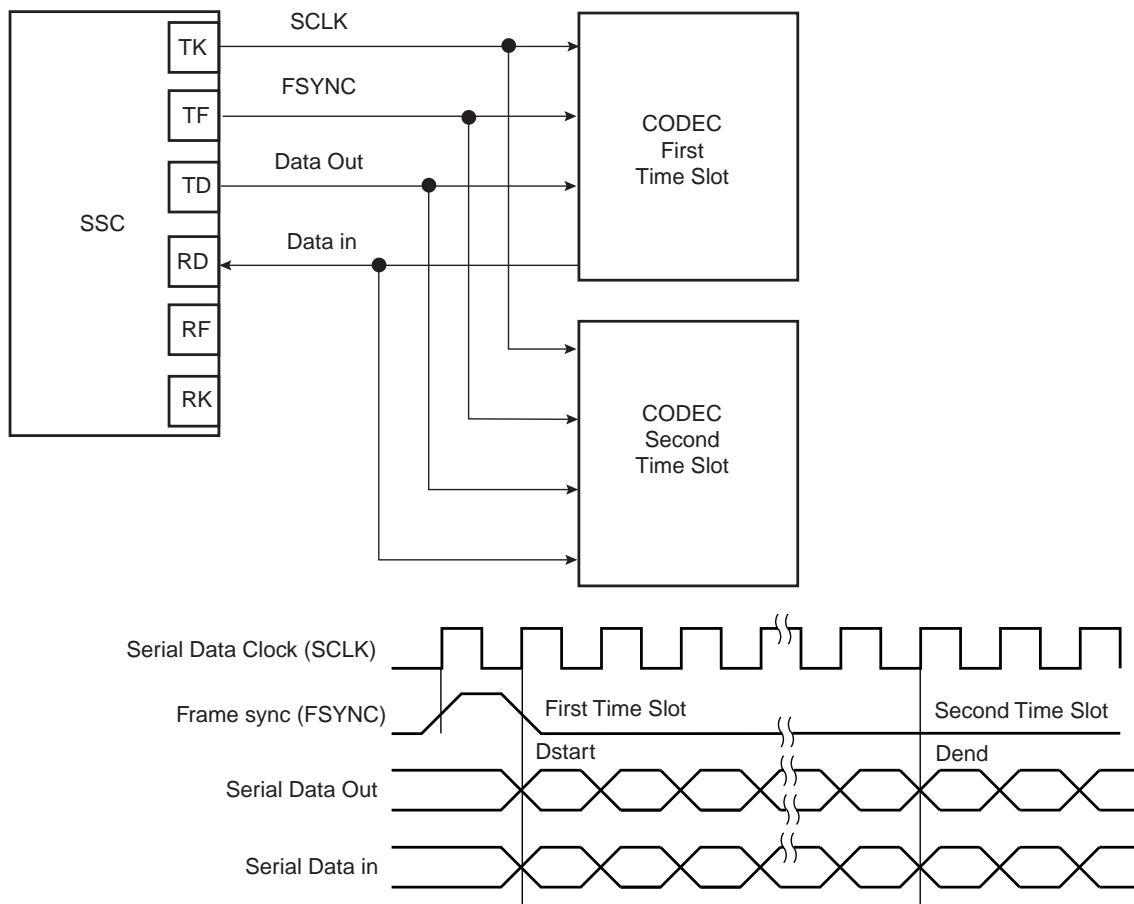 SCLK
TK
FSYNC
TF
CODEC
First
Time Slot
Data Out
TD
SSC
Data in
RD
RF
RK
CODEC
Second
Time Slot
Serial Data Clock (SCLK)
Frame sync (FSYNC)
First Time Slot
Second Time Slot
Dstart
Dend
Serial Data Out
Serial Data in